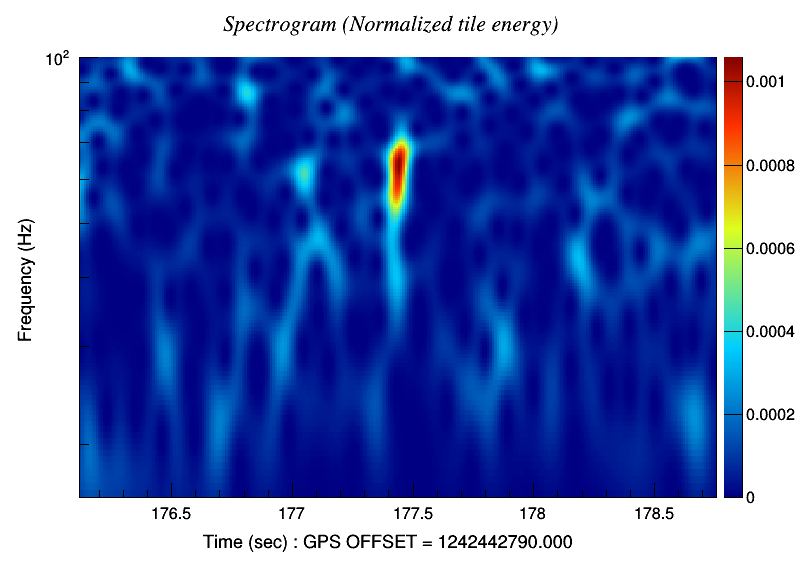 Spectrogram (Normalized tile energy)
10²
0.001
0.0008
0.0006
0.0004
0.0002
0
Frequency (Hz)
176.5 177 177.5 178 178.5
Time (sec) : GPS OFFSET = 1242442790.000